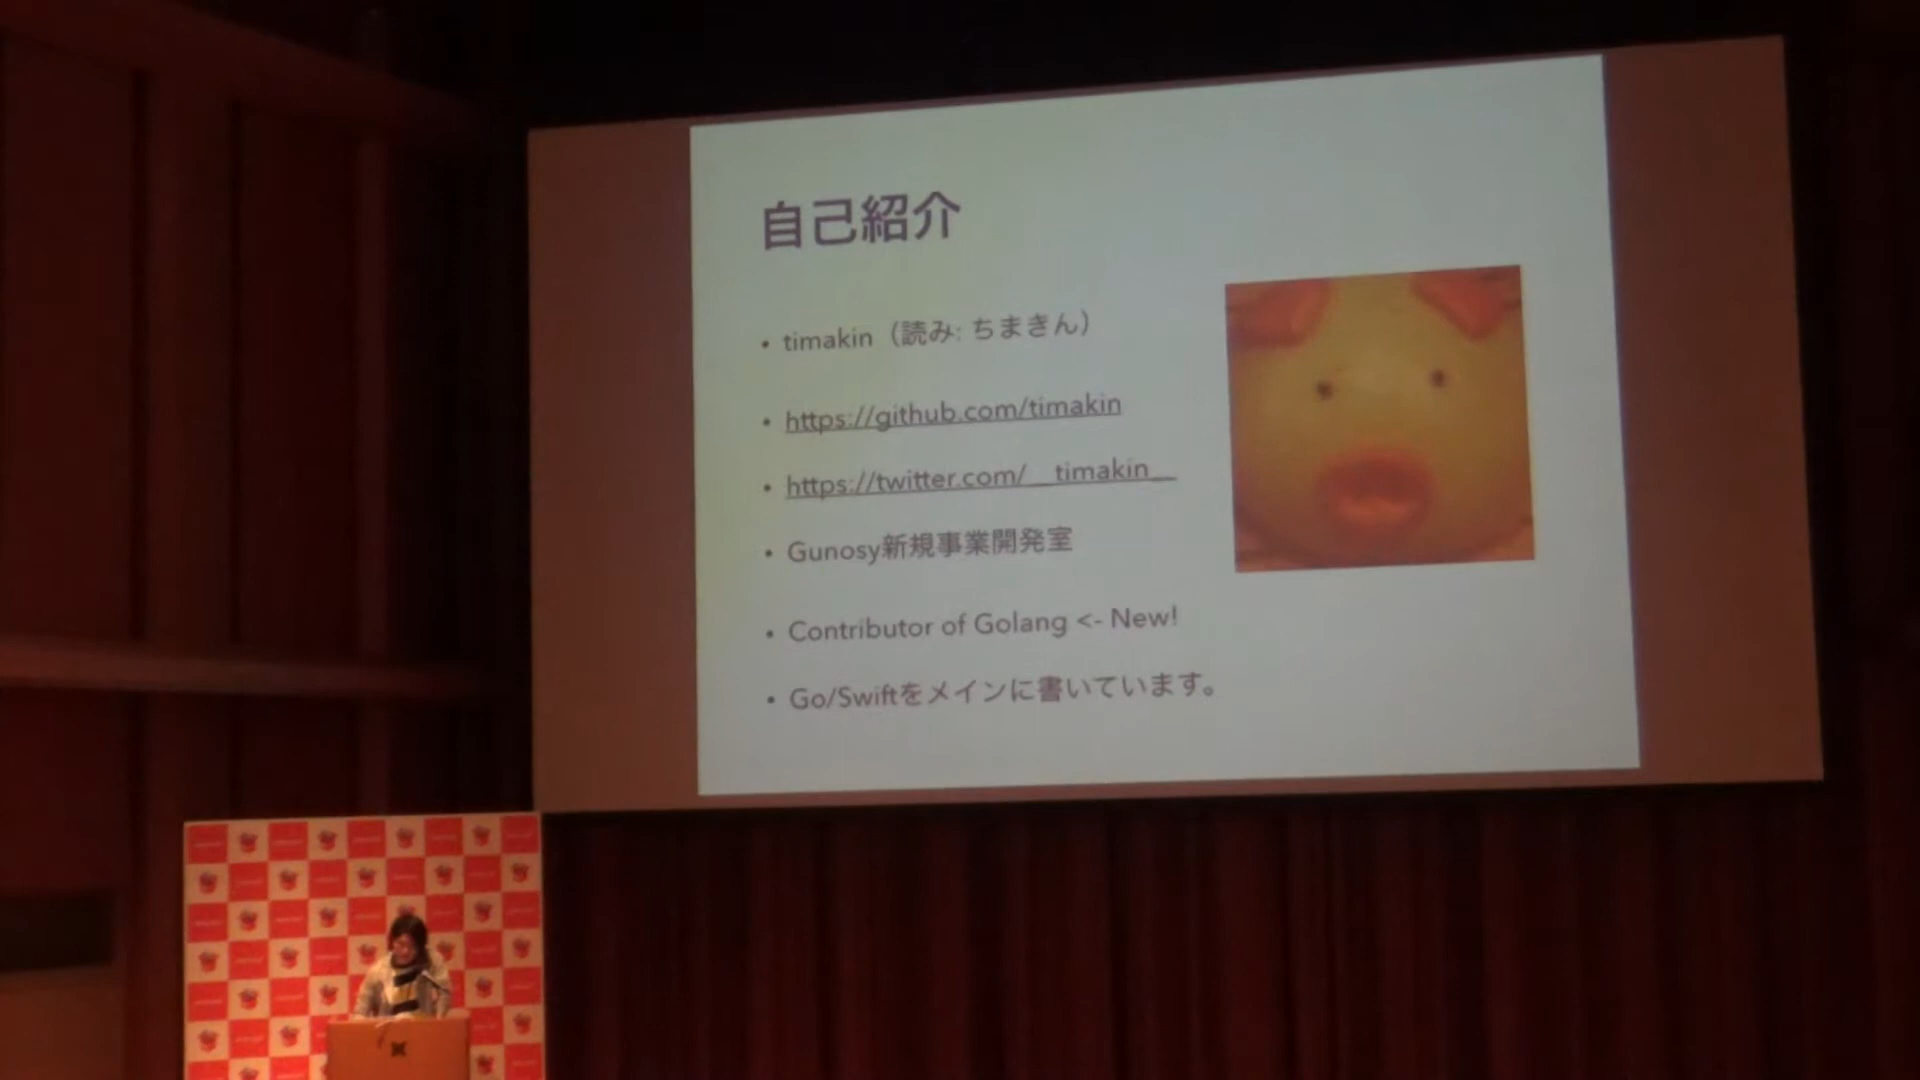 自己紹介
timakin（読み: ちまきん）
https://github.com/timakin
https://twitter.com/__timakin__
Gunosy新規事業開発室
Contributor of Golang <- New!
Go/Swiftをメインに書いています。